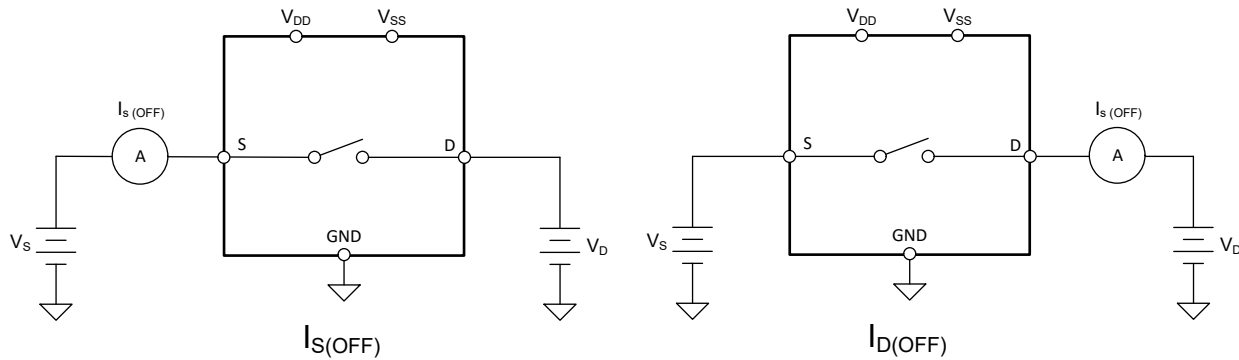 V_DD V_SS
I_s (OFF)
A
S
D
V_S
GND
V_D
I_S(OFF)
V_DD V_SS
I_s (OFF)
S
D
A
V_S
GND
V_D
I_D(OFF)